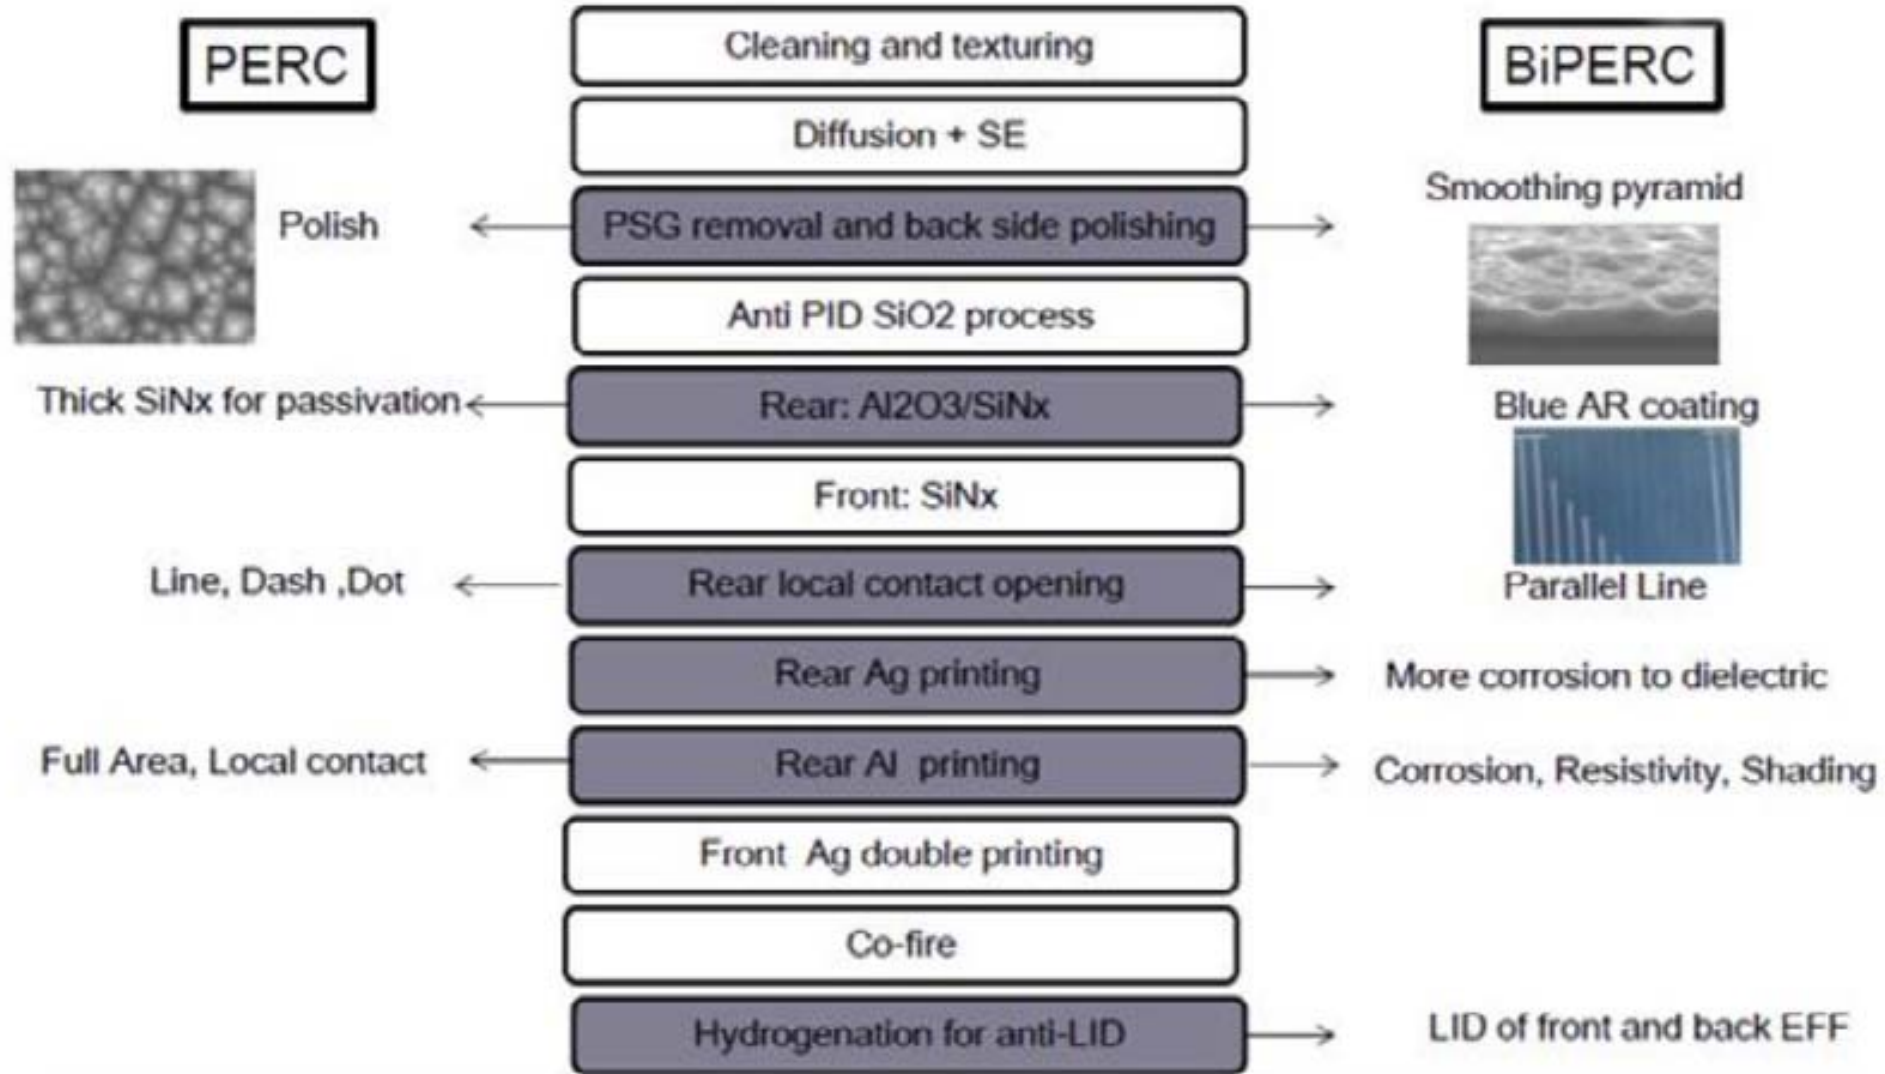 PERC
Cleaning and texturing
BiPERC
Diffusion + SE
Polish
PSG removal and back side polishing
Smoothing pyramid
Anti PID SiO2 process
Thick SiNx for passivation
Rear: Al2O3/SiNx
Blue AR coating
Front: SiNx
Line, Dash ,Dot
Rear local contact opening
Parallel Line
Rear Ag printing
More corrosion to dielectric
Full Area, Local contact
Rear Al printing
Corrosion, Resistivity, Shading
Front Ag double printing
Co-fire
Hydrogenation for anti-LID
LID of front and back EFF